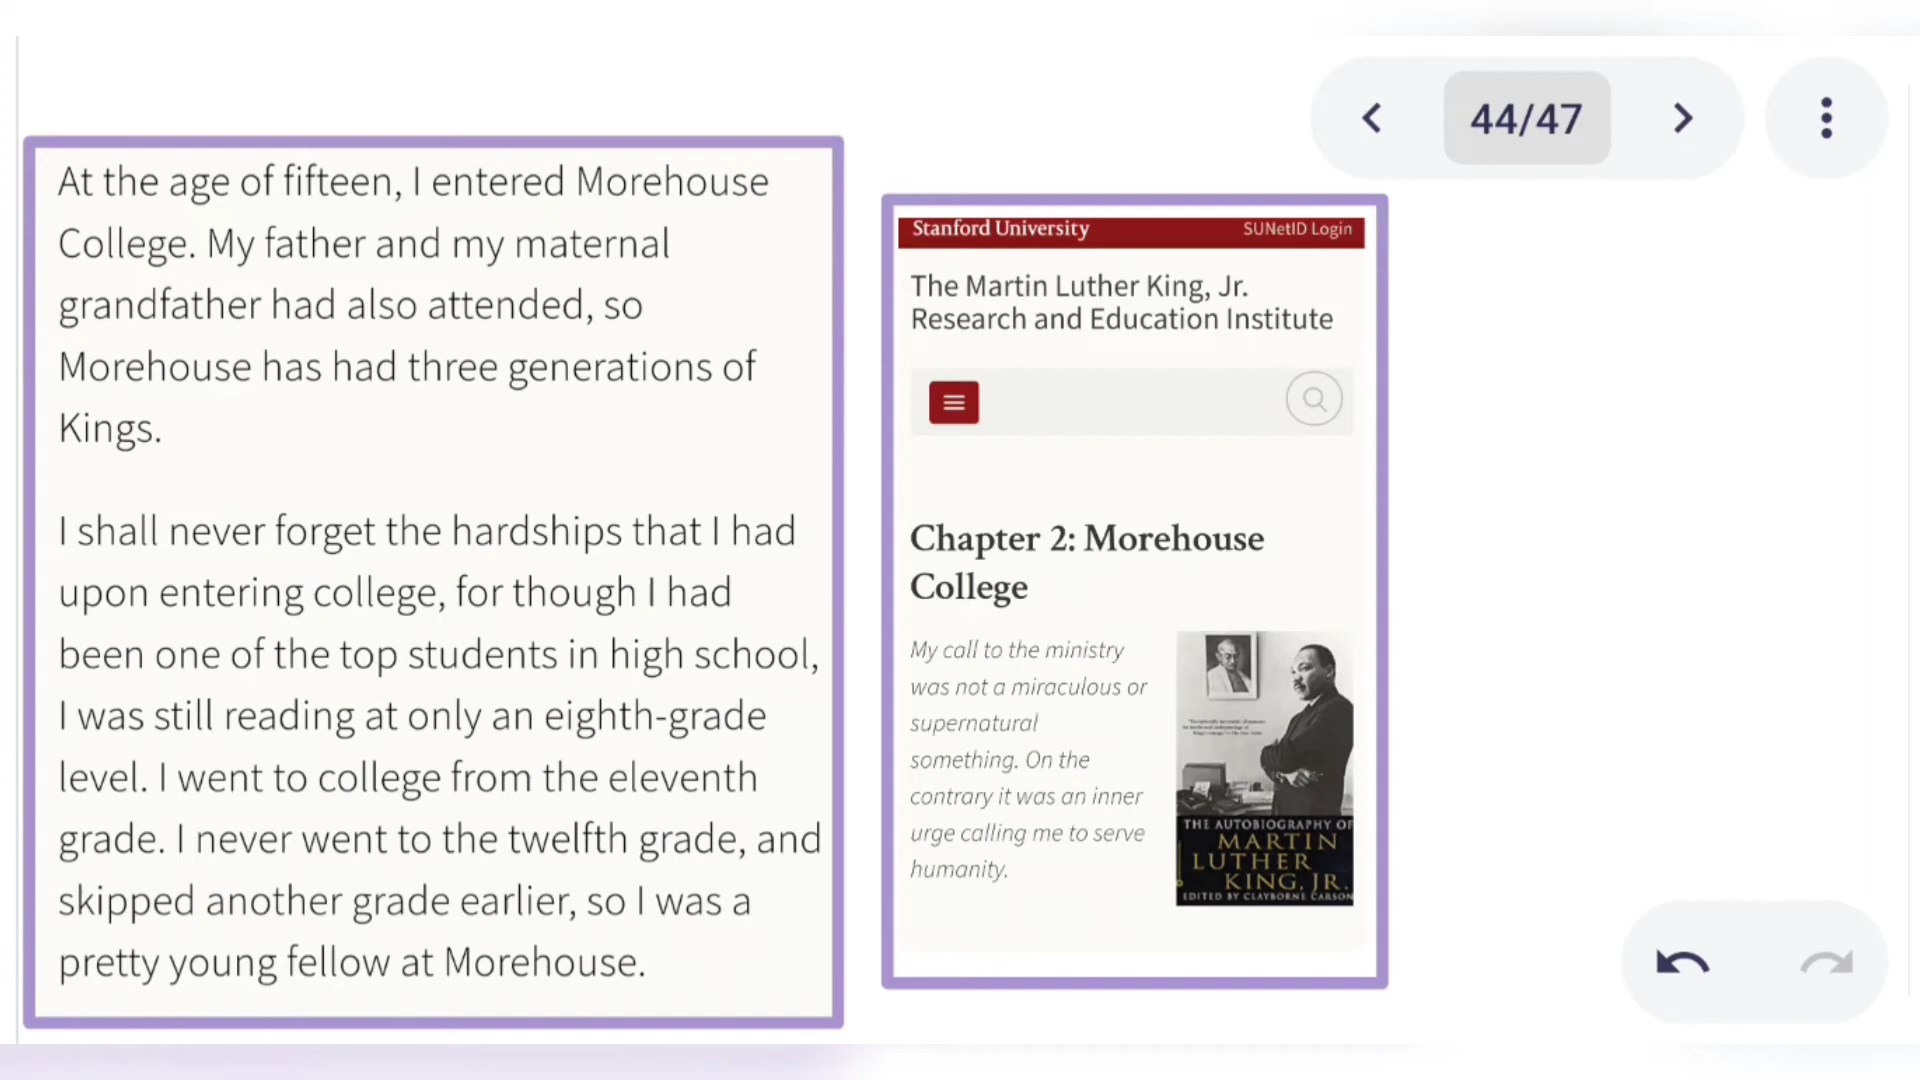 44/47
At the age of fifteen, I entered Morehouse
College. My father and my maternal
grandfather had also attended, so
Morehouse has had three generations of
Kings.
I shall never forget the hardships that I had
upon entering college, for though I had
been one of the top students in high school,
I was still reading at only an eighth-grade
level. I went to college from the eleventh
grade. I never went to the twelfth grade, and
skipped another grade earlier, so I was a
pretty young fellow at Morehouse.
Stanford University SUNetID Login
The Martin Luther King, Jr.
Research and Education Institute
Chapter 2: Morehouse
College
My call to the ministry
was not a miraculous or
supernatural
something. On the
contrary it was an inner
urge calling me to serve
humanity.
THE AUTOBIOGRAPHY OF
MARTIN
LUTHER
KING, JR.
EDITED BY CLAYBORNE CARSON